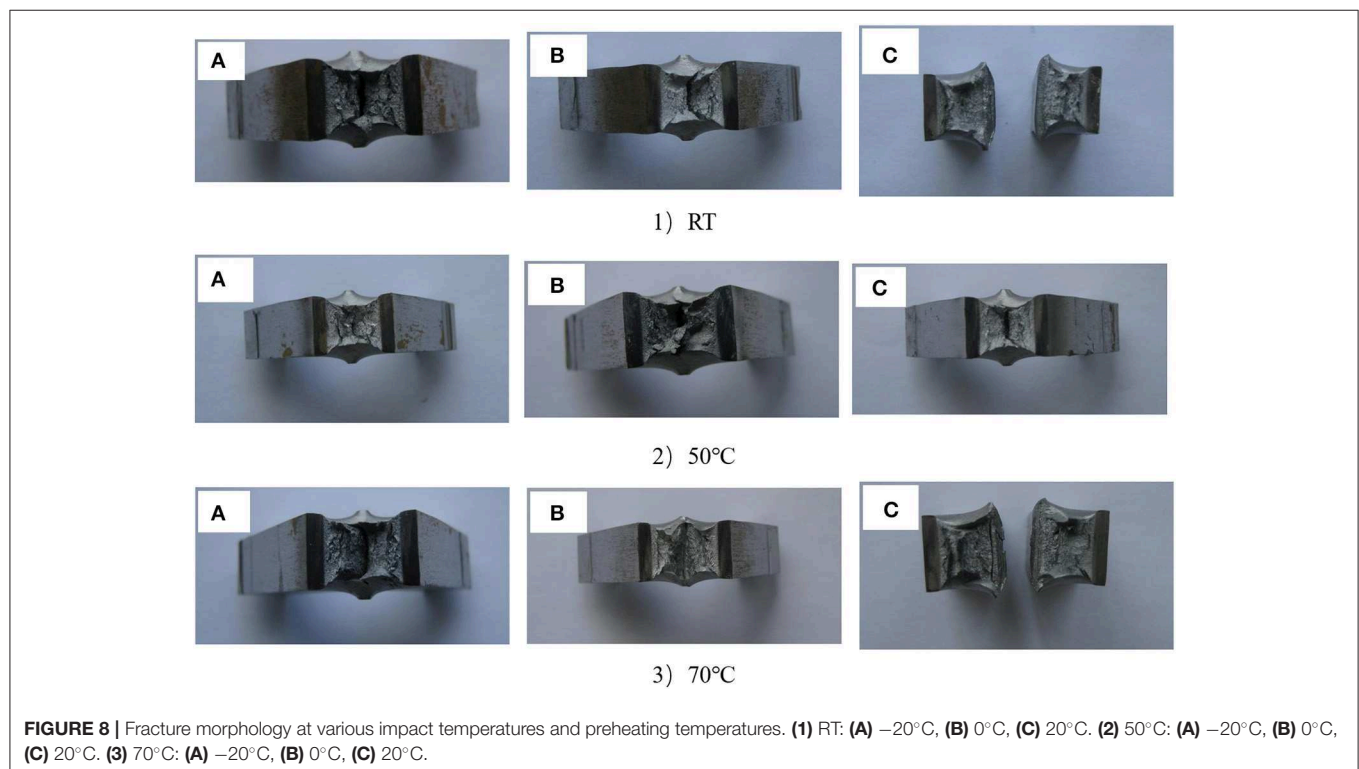 A
B
C
1) RT
A
B
C
2) 50°C
A
B
C
3) 70°C
FIGURE 8 | Fracture morphology at various impact temperatures and preheating temperatures. (1) RT: (A) −20°C, (B) 0°C, (C) 20°C. (2) 50°C: (A) −20°C, (B) 0°C,
(C) 20°C. (3) 70°C: (A) −20°C, (B) 0°C, (C) 20°C.